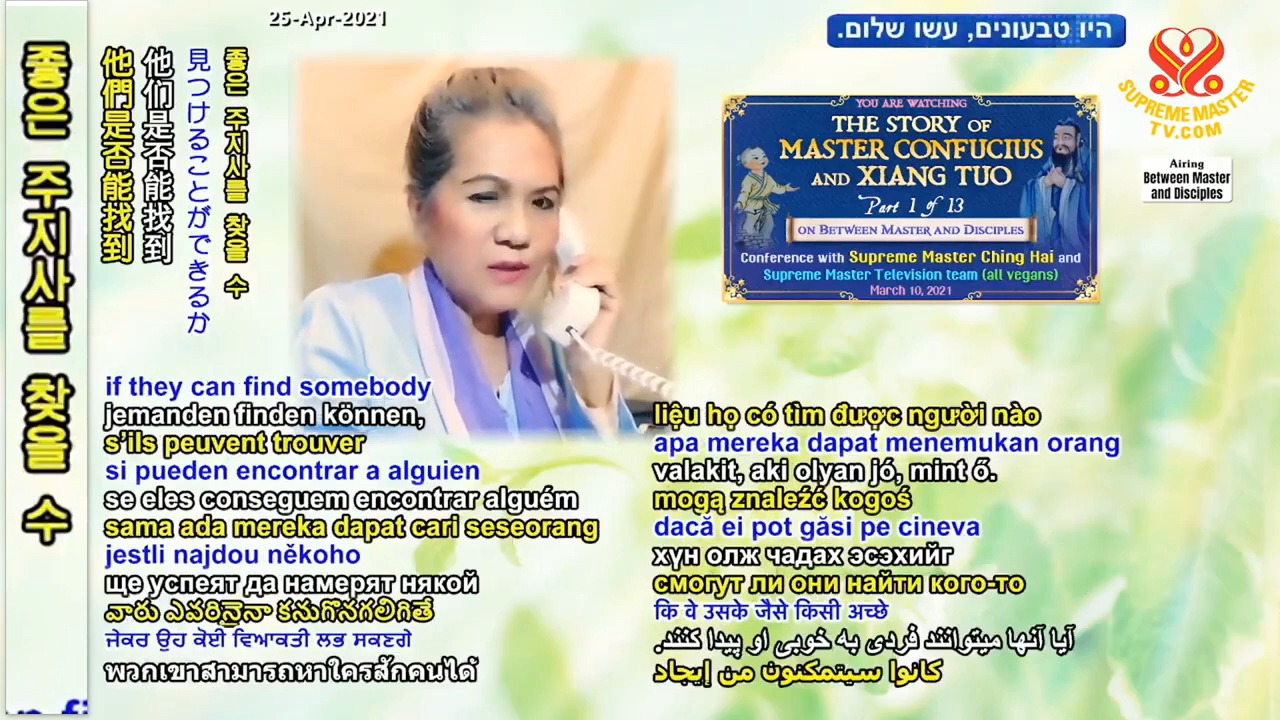 25-Apr-2021
היו טבעונים, עשו שלום.
SUPREME MASTER
TV.COM
Airing
Between Master
and Disciples
YOU ARE WATCHING
THE STORY OF
MASTER CONFUCIUS
AND XIANG TUO
Part 1 of 13
ON BETWEEN MASTER AND DISCIPLES
Conference with Supreme Master Ching Hai and
Supreme Master Television team (all vegans)
March 10, 2021
좋은 주지사를 찾을 수
他們是否能找到
他们是否能找到
見つけることができるか
좋은 주지사를 찾을 수
if they can find somebody
jemanden finden können,
s’ils peuvent trouver
si pueden encontrar a alguien
se eles conseguem encontrar alguém
sama ada mereka dapat cari seseorang
jestli najdou někoho
ще успеят да намерят някой
వారు ఎవరినైనా కనుగొనగలిగితే
ਜੇਕਰ ਉਹ ਕੋਈ ਵਿਆਕਤੀ ਲਭ ਸਕਣਗੇ
พวกเขาสามารถหาใครสักคนได้
liệu họ có tìm được người nào
apa mereka dapat menemukan orang
valakit, aki olyan jó, mint ő.
mogą znaleźć kogoś
dacă ei pot găsi pe cineva
хүн олж чадах эсэхийг
смогут ли они найти кого-то
कि वे उसके जैसे किसी अच्छे
آیا آنها میتوانند فردی به خوبی او پیدا کنند.
كانوا سيتمكنون من إيجاد